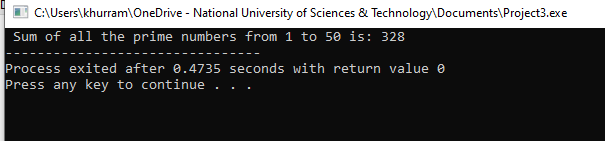 C:\Users\khurram\OneDrive - National University of Sciences & Technology\Documents\Project3.exe
Sum of all the prime numbers from 1 to 50 is: 328
--------------------------------
Process exited after 0.4735 seconds with return value 0
Press any key to continue . . .